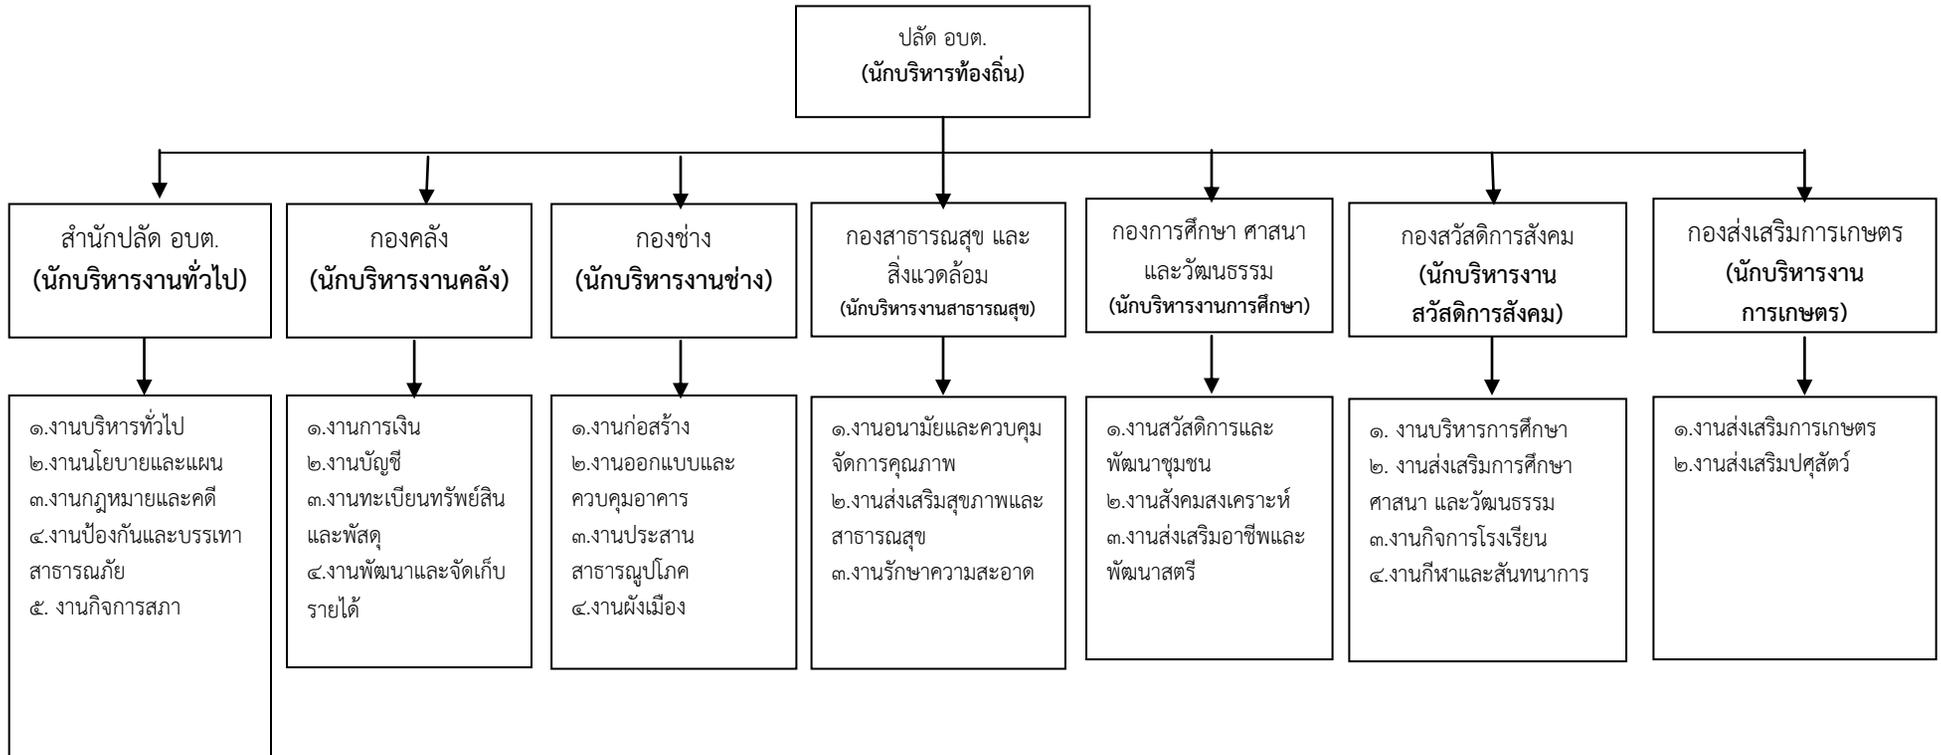 ปลัด อบต.
(นักบริหารท้องถิ่น)
สำนักปลัด อบต.
(นักบริหารงานทั่วไป)
กองคลัง
(นักบริหารงานคลัง)
กองช่าง
(นักบริหารงานช่าง)
กองสาธารณสุข และ
สิ่งแวดล้อม
(นักบริหารงานสาธารณสุข)
กองการศึกษา ศาสนา
และวัฒนธรรม
(นักบริหารงานการศึกษา)
กองสวัสดิการสังคม
(นักบริหารงาน
สวัสดิการสังคม)
กองส่งเสริมการเกษตร
(นักบริหารงาน
การเกษตร)
๑.งานบริหารทั่วไป
๒.งานนโยบายและแผน
๓.งานกฎหมายและคดี
๔.งานป้องกันและบรรเทา
สาธารณภัย
๕. งานกิจการสภา
๑.งานการเงิน
๒.งานบัญชี
๓.งานทะเบียนทรัพย์สิน
และพัสดุ
๔.งานพัฒนาและจัดเก็บ
รายได้
๑.งานก่อสร้าง
๒.งานออกแบบและ
ควบคุมอาคาร
๓.งานประสาน
สาธารณูปโภค
๔.งานผังเมือง
๑.งานอนามัยและควบคุม
จัดการคุณภาพ
๒.งานส่งเสริมสุขภาพและ
สาธารณสุข
๓.งานรักษาความสะอาด
๑.งานสวัสดิการและ
พัฒนาชุมชน
๒.งานสังคมสงเคราะห์
๓.งานส่งเสริมอาชีพและ
พัฒนาสตรี
๑. งานบริหารการศึกษา
๒. งานส่งเสริมการศึกษา
ศาสนา และวัฒนธรรม
๓.งานกิจการโรงเรียน
๔.งานกีฬาและสันทนาการ
๑.งานส่งเสริมการเกษตร
๒.งานส่งเสริมปศุสัตว์